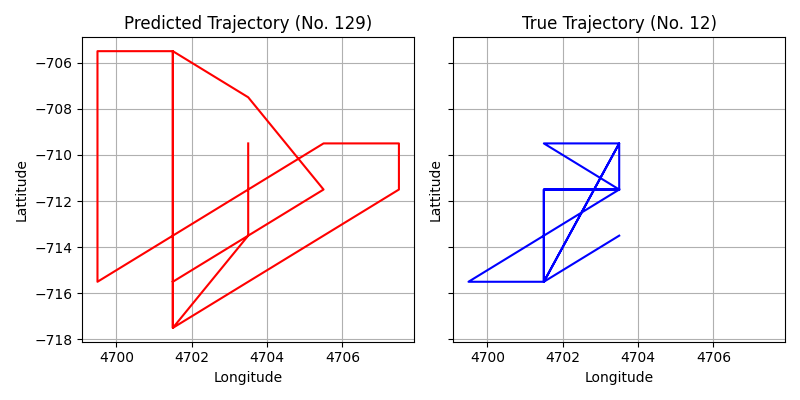 Predicted Trajectory (No. 129)
True Trajectory (No. 12)
Lattitude
−706
−708
−710
−712
−714
−716
−718
4700
4702
4704
4706
Longitude
Lattitude
4700
4702
4704
4706
Longitude